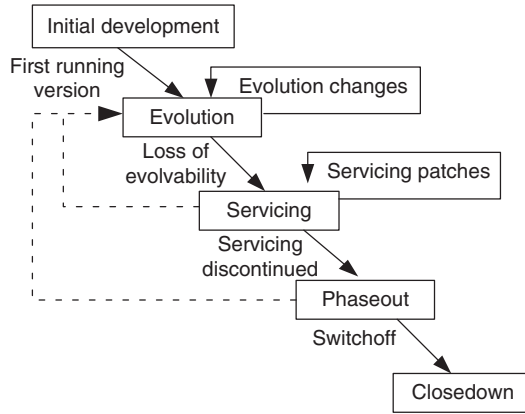 Initial development
First running
version
Evolution changes
Evolution
Loss of
evolvability
Servicing patches
Servicing
Servicing
discontinued
Phaseout
Switchoff
Closedown